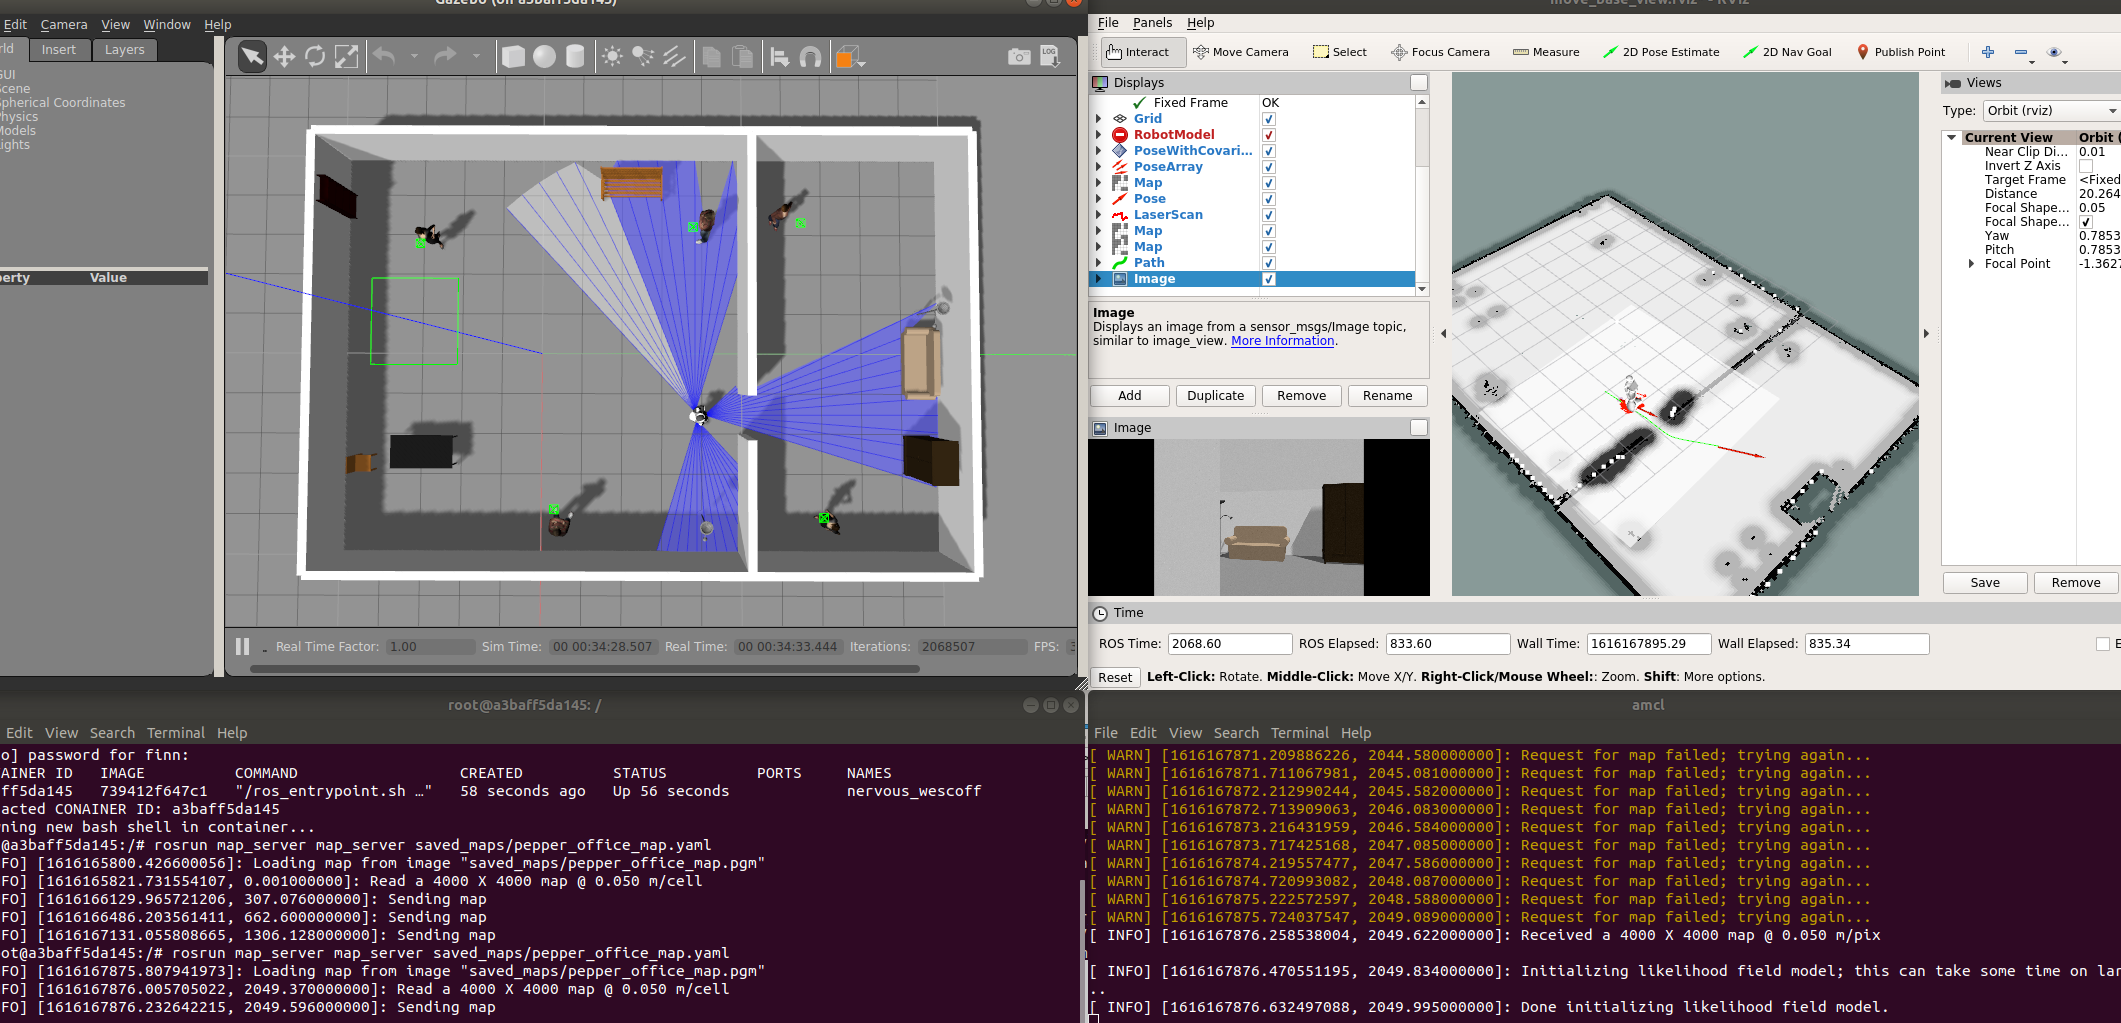 Gazebo (on a3baff5da145)
Edit Camera View Window Help
Insert Layers
GUI
Scene
Spherical Coordinates
Physics
Models
Lights
Value
Real Time Factor: 1.00 Sim Time: 00 00:34:28.507 Real Time: 00 00:34:33.444 Iterations: 2068507 FPS:
move_base_view.rviz* - RViz
File Panels Help
Interact Move Camera Select Focus Camera Measure 2D Pose Estimate 2D Nav Goal Publish Point
Displays
Fixed Frame OK
Grid
RobotModel
PoseWithCovari...
PoseArray
Map
Pose
LaserScan
Map
Map
Path
Image
Image
Displays an image from a sensor_msgs/Image topic,
similar to image_view. More Information.
Add Duplicate Remove Rename
Image
Views
Type: Orbit (rviz)
Current View Orbit (
Near Clip Di... 0.01
Invert Z Axis
Target Frame <Fixed
Distance 20.264
Focal Shape... 0.05
Focal Shape...
Yaw 0.7853
Pitch 0.7853
Focal Point -1.3627
Save Remove
Time
ROS Time: 2068.60 ROS Elapsed: 833.60 Wall Time: 1616167895.29 Wall Elapsed: 835.34
Reset Left-Click: Rotate. Middle-Click: Move X/Y. Right-Click/Mouse Wheel:: Zoom. Shift: More options.
root@a3baff5da145: /
Edit View Search Terminal Help
o] password for finn:
AINER ID IMAGE COMMAND CREATED STATUS PORTS NAMES
ff5da145 739412f647c1 "/ros_entrypoint.sh …" 58 seconds ago Up 56 seconds nervous_wescoff
acted CONAINER ID: a3baff5da145
ning new bash shell in container...
@a3baff5da145:/# rosrun map_server map_server saved_maps/pepper_office_map.yaml
FO] [1616165800.426600056]: Loading map from image "saved_maps/pepper_office_map.pgm"
FO] [1616165821.731554107, 0.001000000]: Read a 4000 X 4000 map @ 0.050 m/cell
FO] [1616166129.965721206, 307.076000000]: Sending map
FO] [1616166486.203561411, 662.600000000]: Sending map
FO] [1616167131.055808665, 1306.128000000]: Sending map
ot@a3baff5da145:/# rosrun map_server map_server saved_maps/pepper_office_map.yaml
FO] [1616167875.807941973]: Loading map from image "saved_maps/pepper_office_map.pgm"
FO] [1616167876.005705022, 2049.370000000]: Read a 4000 X 4000 map @ 0.050 m/cell
FO] [1616167876.232642215, 2049.596000000]: Sending map
amcl
File Edit View Search Terminal Help
[ WARN] [1616167871.209886226, 2044.580000000]: Request for map failed; trying again...
[ WARN] [1616167871.711067981, 2045.081000000]: Request for map failed; trying again...
[ WARN] [1616167872.212990244, 2045.582000000]: Request for map failed; trying again...
[ WARN] [1616167872.713909063, 2046.083000000]: Request for map failed; trying again...
[ WARN] [1616167873.216431959, 2046.584000000]: Request for map failed; trying again...
[ WARN] [1616167873.717425168, 2047.085000000]: Request for map failed; trying again...
[ WARN] [1616167874.219557477, 2047.586000000]: Request for map failed; trying again...
[ WARN] [1616167874.720993082, 2048.087000000]: Request for map failed; trying again...
[ WARN] [1616167875.222572597, 2048.588000000]: Request for map failed; trying again...
[ WARN] [1616167875.724037547, 2049.089000000]: Request for map failed; trying again...
[ INFO] [1616167876.258538004, 2049.622000000]: Received a 4000 X 4000 map @ 0.050 m/pix
[ INFO] [1616167876.470551195, 2049.834000000]: Initializing likelihood field model; this can take some time on lar
..
[ INFO] [1616167876.632497088, 2049.995000000]: Done initializing likelihood field model.